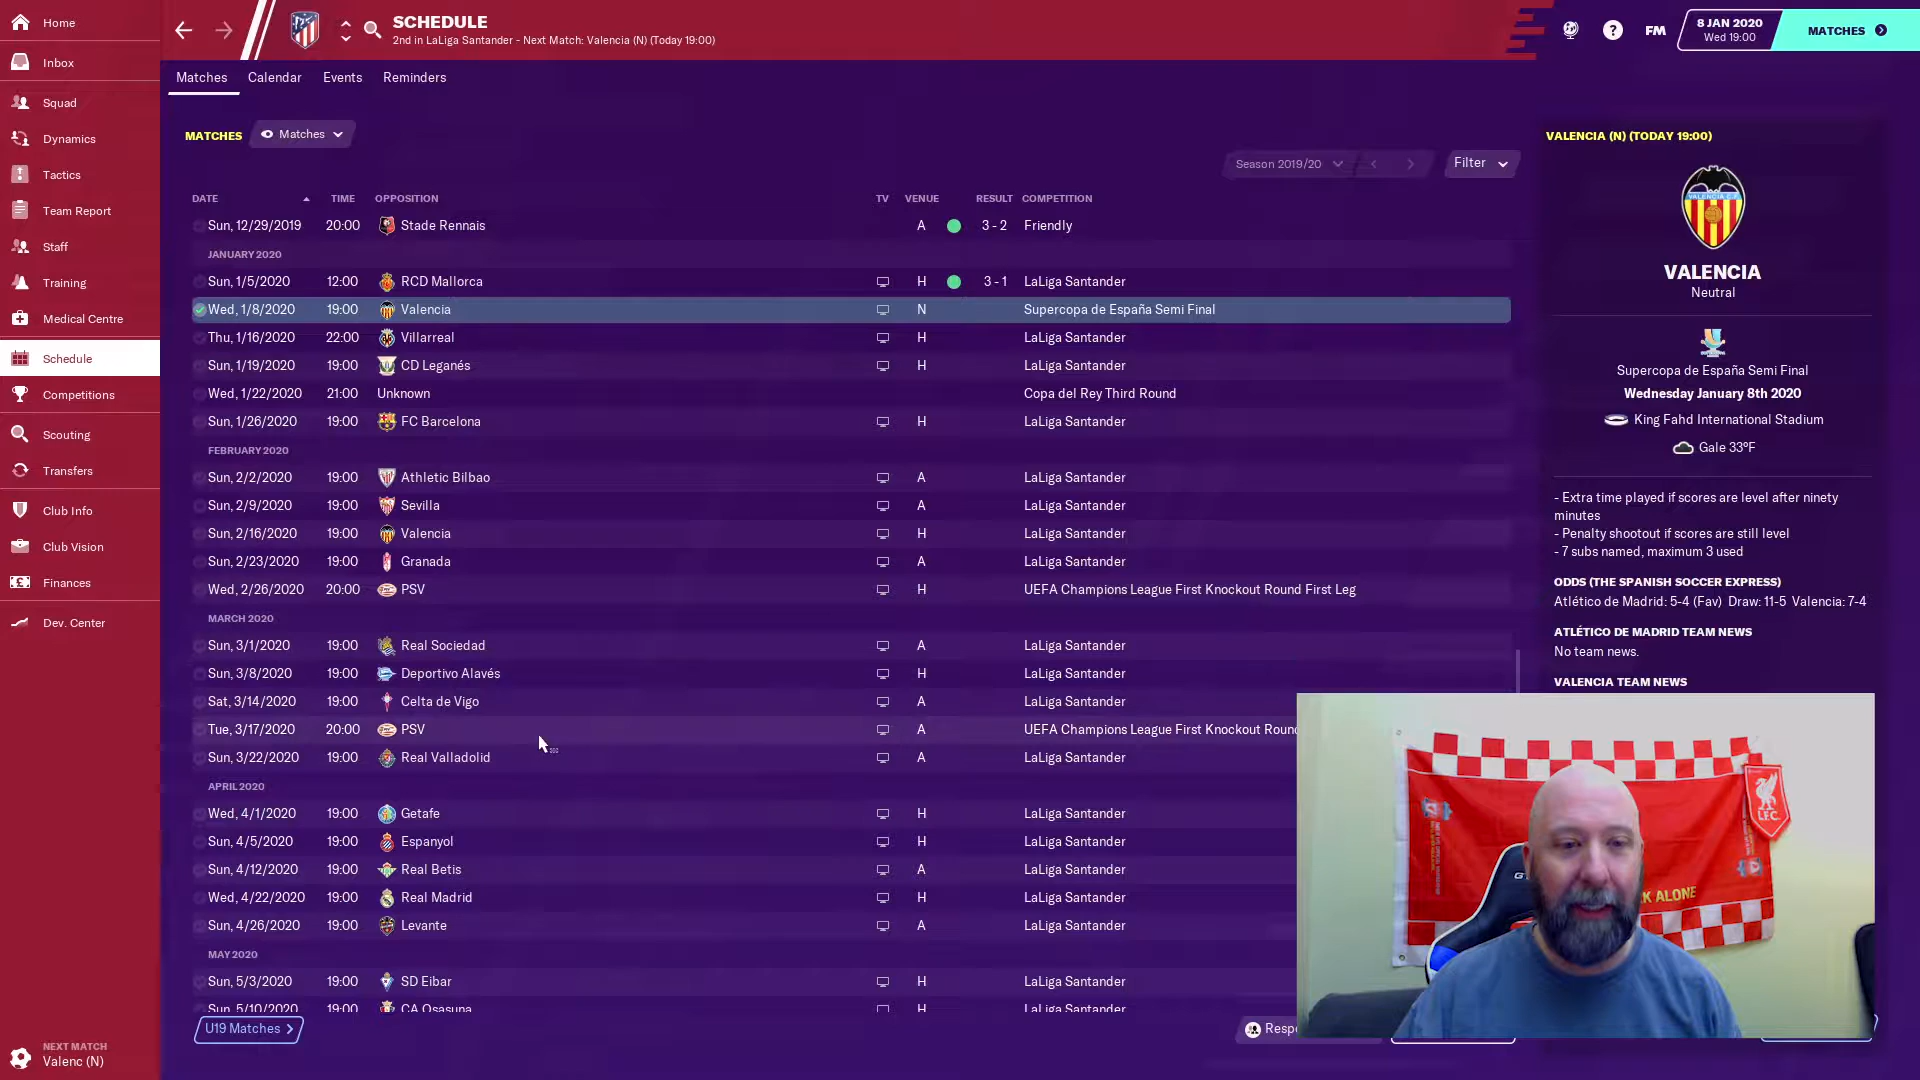 Home
Inbox
Squad
Dynamics
Tactics
Team Report
Staff
Training
Medical Centre
Schedule
Competitions
Scouting
Transfers
Club Info
Club Vision
Finances
Dev. Center
NEXT MATCH
Valenc (N)
SCHEDULE
2nd in LaLiga Santander - Next Match: Valencia (N) (Today 19:00)
? FM
8 JAN 2020
Wed 19:00
MATCHES
Matches Calendar Events Reminders
MATCHES Matches
Season 2019/20 Filter
DATE TIME OPPOSITION TV VENUE RESULT COMPETITION
Sun, 12/29/2019 20:00 Stade Rennais A 3 - 2 Friendly
JANUARY 2020
Sun, 1/5/2020 12:00 RCD Mallorca H 3 - 1 LaLiga Santander
Wed, 1/8/2020 19:00 Valencia N Supercopa de España Semi Final
Thu, 1/16/2020 22:00 Villarreal H LaLiga Santander
Sun, 1/19/2020 19:00 CD Leganés H LaLiga Santander
Wed, 1/22/2020 21:00 Unknown Copa del Rey Third Round
Sun, 1/26/2020 19:00 FC Barcelona H LaLiga Santander
FEBRUARY 2020
Sun, 2/2/2020 19:00 Athletic Bilbao A LaLiga Santander
Sun, 2/9/2020 19:00 Sevilla A LaLiga Santander
Sun, 2/16/2020 19:00 Valencia H LaLiga Santander
Sun, 2/23/2020 19:00 Granada A LaLiga Santander
Wed, 2/26/2020 20:00 PSV H UEFA Champions League First Knockout Round First Leg
MARCH 2020
Sun, 3/1/2020 19:00 Real Sociedad A LaLiga Santander
Sun, 3/8/2020 19:00 Deportivo Alavés H LaLiga Santander
Sat, 3/14/2020 19:00 Celta de Vigo A LaLiga Santander
Tue, 3/17/2020 20:00 PSV A UEFA Champions League First Knockout Round
Sun, 3/22/2020 19:00 Real Valladolid A LaLiga Santander
APRIL 2020
Wed, 4/1/2020 19:00 Getafe H LaLiga Santander
Sun, 4/5/2020 19:00 Espanyol H LaLiga Santander
Sun, 4/12/2020 19:00 Real Betis A LaLiga Santander
Wed, 4/22/2020 19:00 Real Madrid H LaLiga Santander
Sun, 4/26/2020 19:00 Levante A LaLiga Santander
MAY 2020
Sun, 5/3/2020 19:00 SD Eibar H LaLiga Santander
Sun, 5/10/2020 19:00 CA Osasuna H LaLiga Santander
U19 Matches
Resp
VALENCIA (N) (TODAY 19:00)
VALENCIA
Neutral
Supercopa de España Semi Final
Wednesday January 8th 2020
King Fahd International Stadium
Gale 33ºF
- Extra time played if scores are level after ninety
minutes
- Penalty shootout if scores are still level
- 7 subs named, maximum 3 used
ODDS (THE SPANISH SOCCER EXPRESS)
Atlético de Madrid: 5-4 (Fav) Draw: 11-5 Valencia: 7-4
ATLÉTICO DE MADRID TEAM NEWS
No team news.
VALENCIA TEAM NEWS
L.F.C.
K ALONE